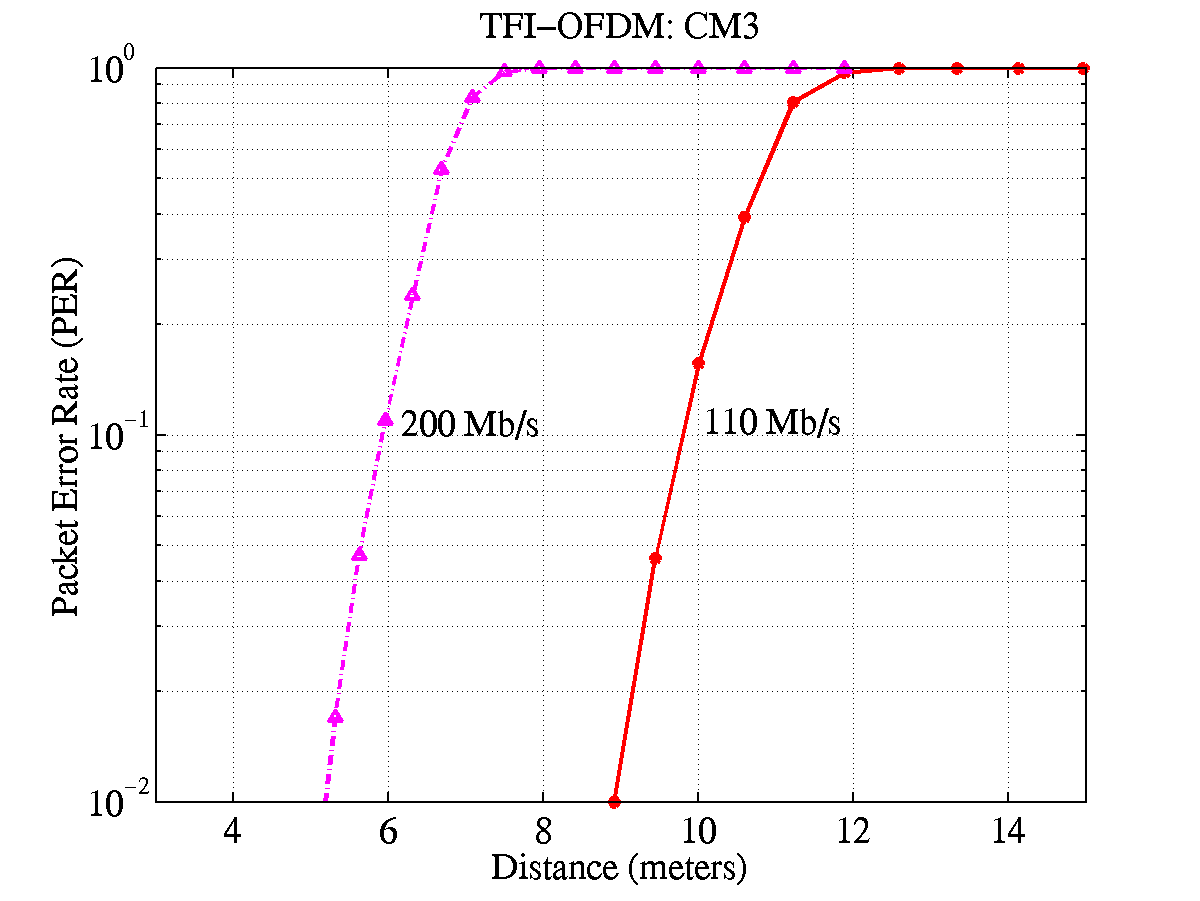 TFI−OFDM: CM3
10^0
10^−1
10^−2
Packet Error Rate (PER)
200 Mb/s
110 Mb/s
4 6 8 10 12 14
Distance (meters)